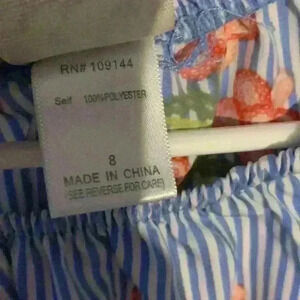 RN# 109144
Self 100%POLYESTER
8
MADE IN CHINA
(SEE REVERSE FOR CARE)